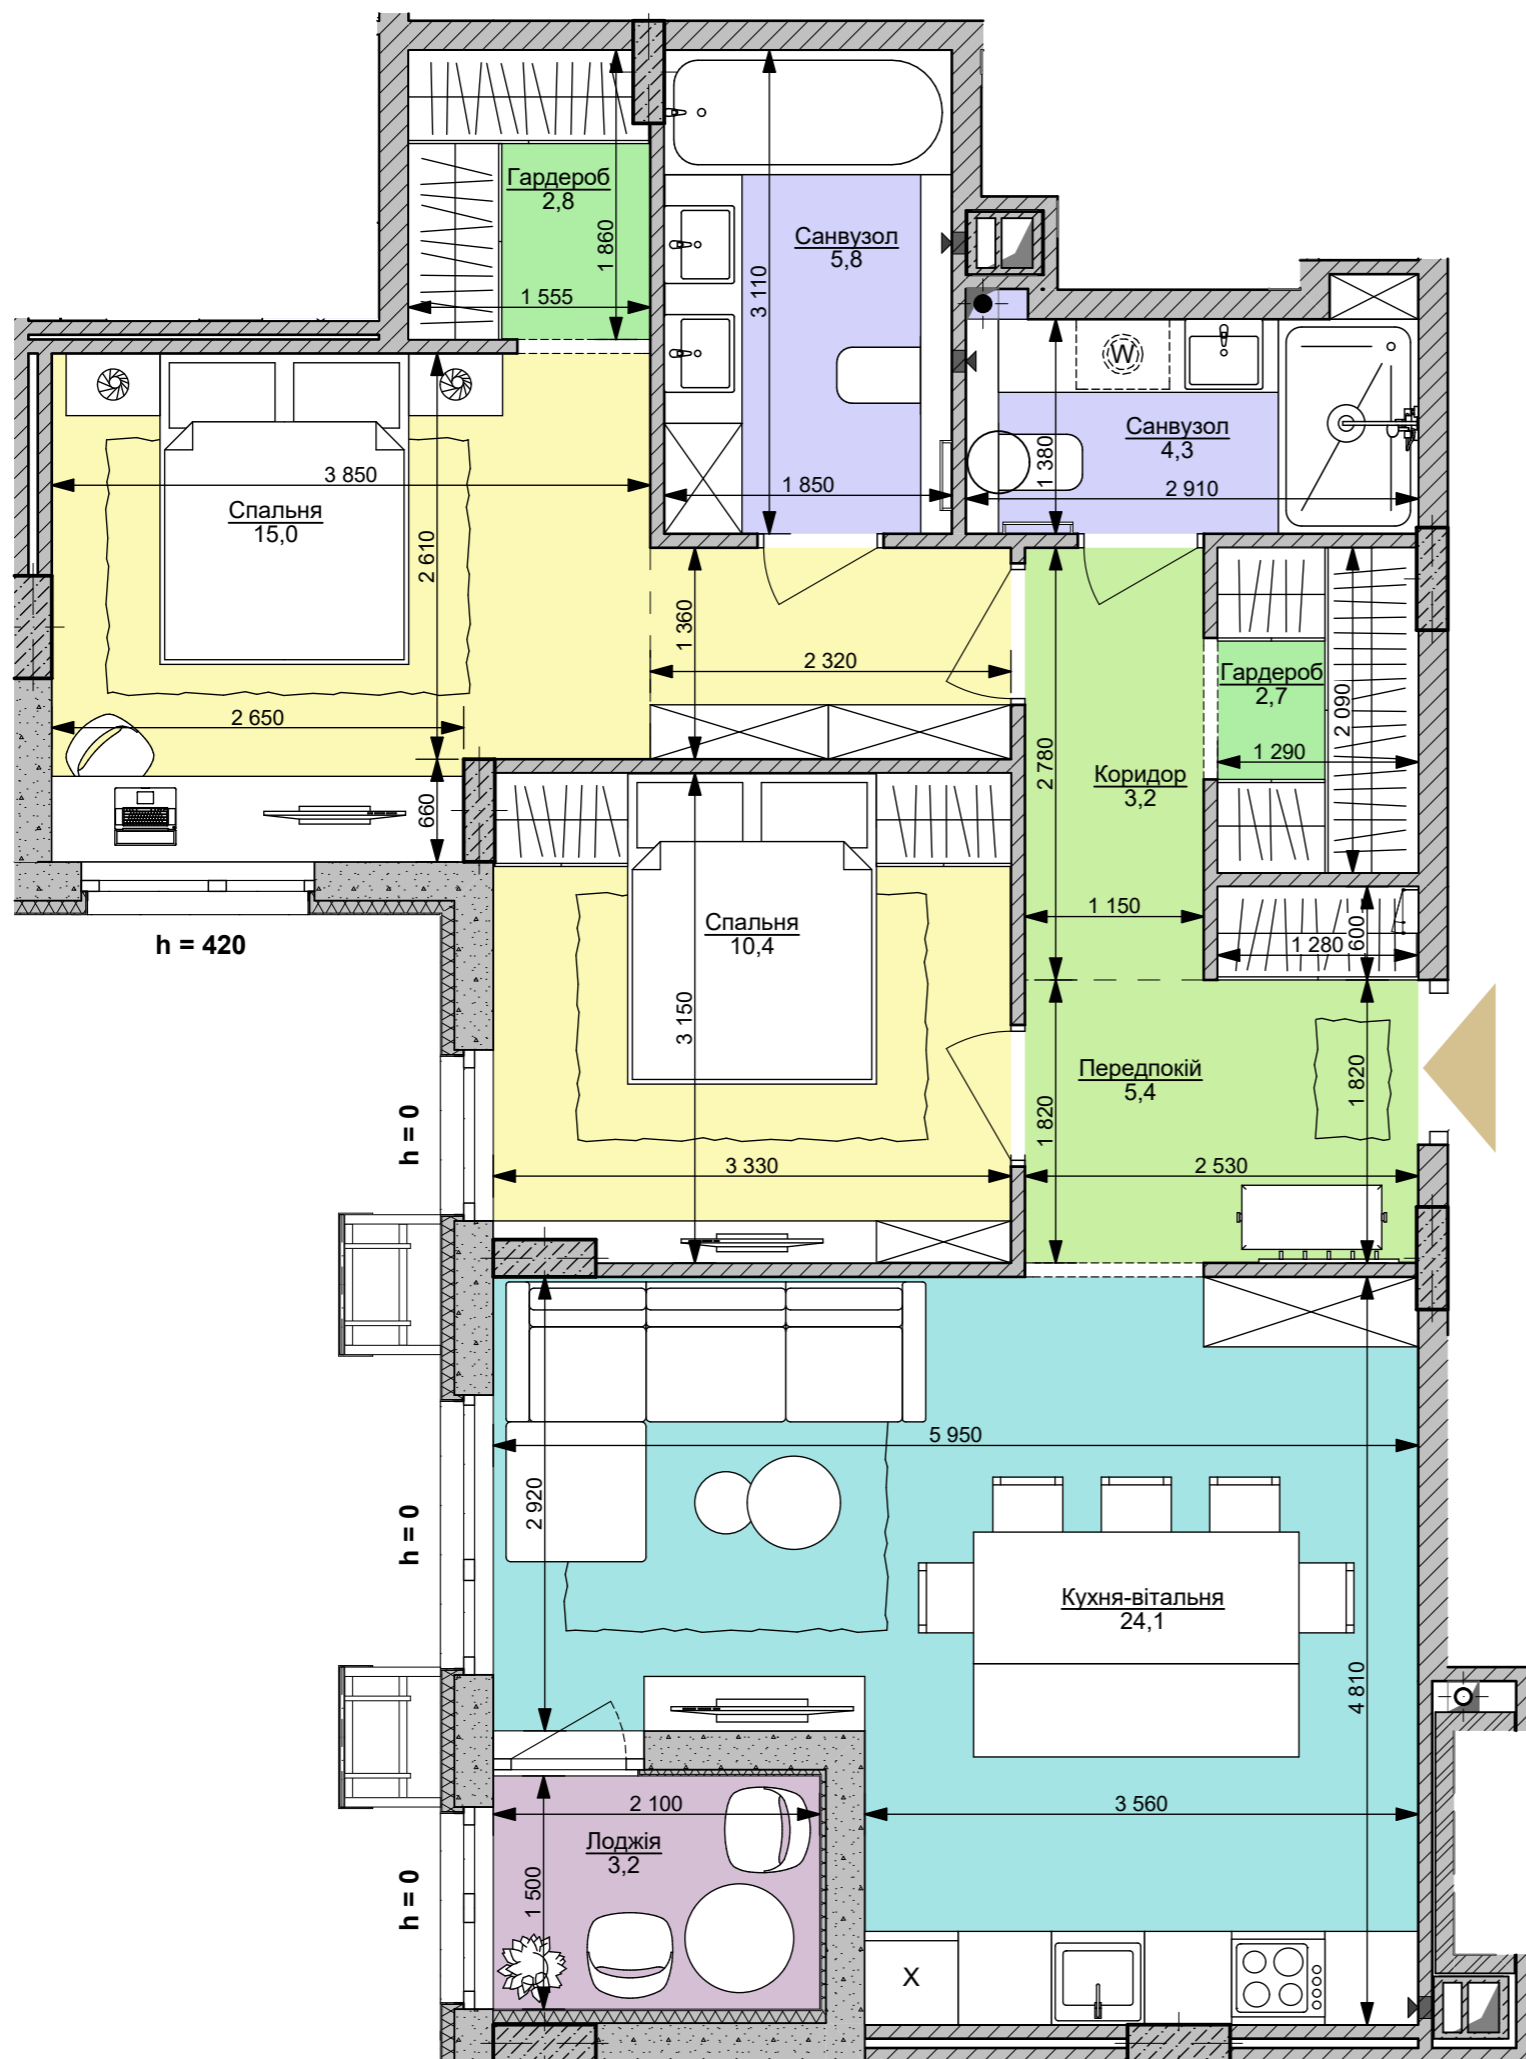 Гардероб
2,8
1 860
1 555
Санвузол
5,8
3 110
1 850
W
Санвузол
4,3
1 380
2 910
3 850
Спальня
15,0
2 610
1 360
2 320
2 650
660
h = 420
Гардероб
2,7
2 090
1 290
2 780
Коридор
3,2
1 150
600
1 280
Спальня
10,4
3 150
3 330
h = 0
Передпокій
5,4
1 820
1 820
2 530
5 950
2 920
h = 0
Кухня-вітальня
24,1
4 810
3 560
2 100
Лоджія
3,2
1 500
h = 0
X